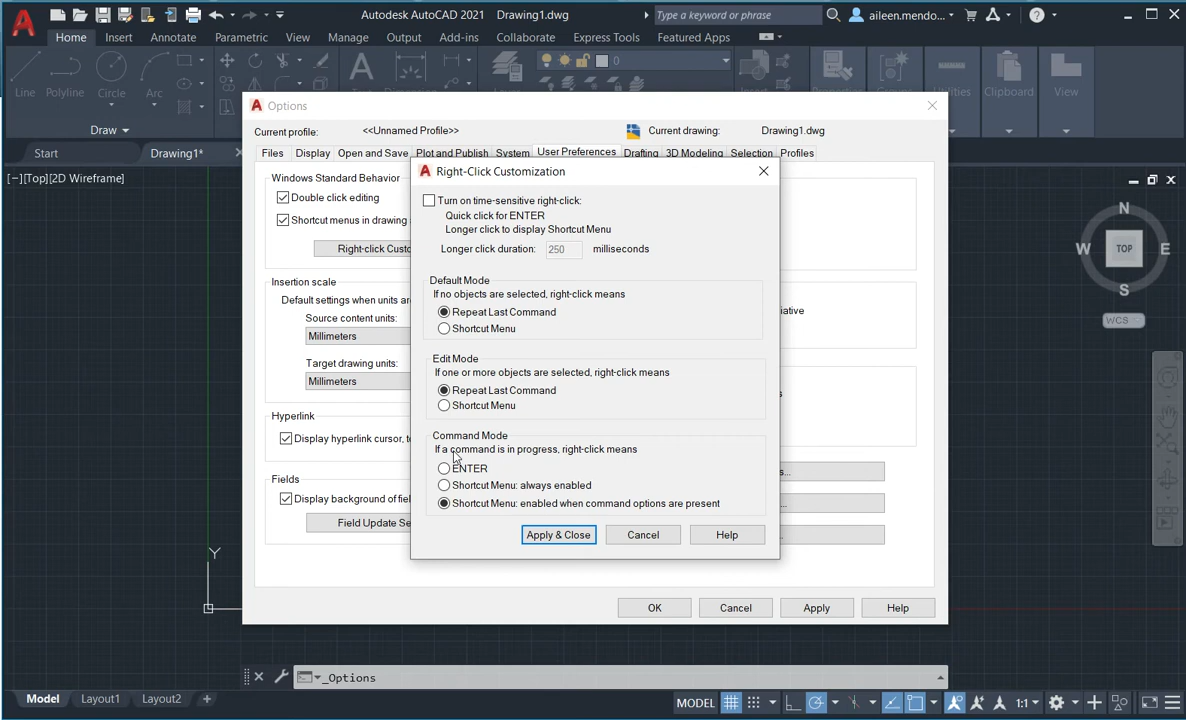 Autodesk AutoCAD 2021 Drawing1.dwg
Type a keyword or phrase
aileen.mendo...
Home Insert Annotate Parametric View Manage Output Add-ins Collaborate Express Tools Featured Apps
Line Polyline Circle Arc
0
Clipboard View
Draw
Start Drawing1*
[−][Top][2D Wireframe]
N
W TOP E
S
WCS
Options
Current profile: <<Unnamed Profile>> Current drawing: Drawing1.dwg
Files Display Open and Save Plot and Publish System User Preferences Drafting 3D Modeling Selection Profiles
Windows Standard Behavior
Double click editing
Shortcut menus in drawing
Right-click Custo
Insertion scale
Default settings when units ar
Source content units:
Millimeters
Target drawing units:
Millimeters
Hyperlink
Display hyperlink cursor, t
Fields
Display background of fiel
Field Update Se
iative
s...
OK Cancel Apply Help
Right-Click Customization
Turn on time-sensitive right-click:
Quick click for ENTER
Longer click to display Shortcut Menu
Longer click duration: 250 milliseconds
Default Mode
If no objects are selected, right-click means
Repeat Last Command
Shortcut Menu
Edit Mode
If one or more objects are selected, right-click means
Repeat Last Command
Shortcut Menu
Command Mode
If a command is in progress, right-click means
ENTER
Shortcut Menu: always enabled
Shortcut Menu: enabled when command options are present
Apply & Close Cancel Help
Y
_Options
Model Layout1 Layout2 +
MODEL 1:1